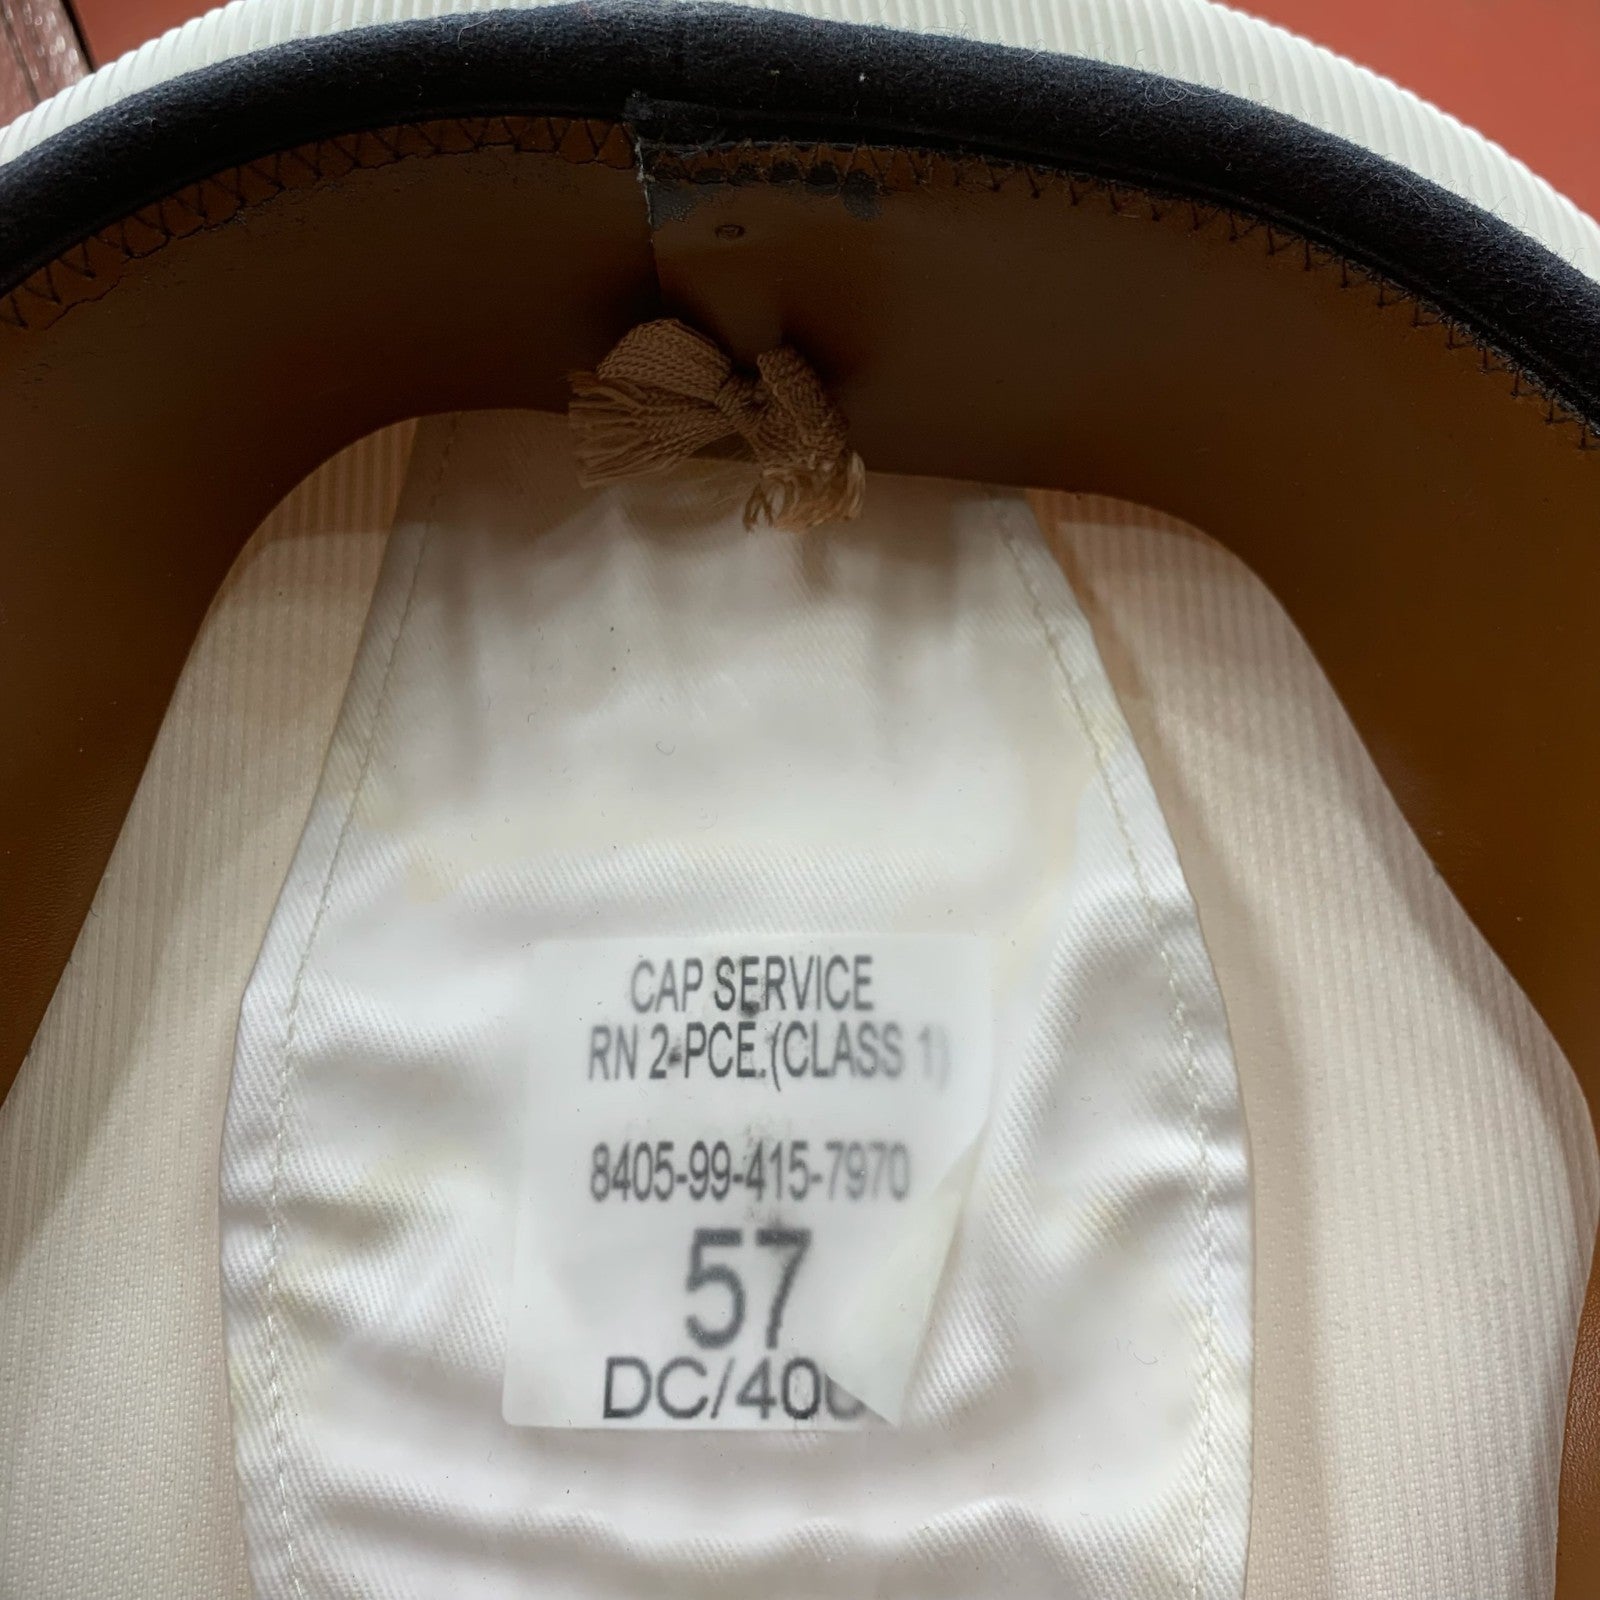 CAP SERVICE
RN 2-PCE.(CLASS 1)
8405-99-415-7970
57